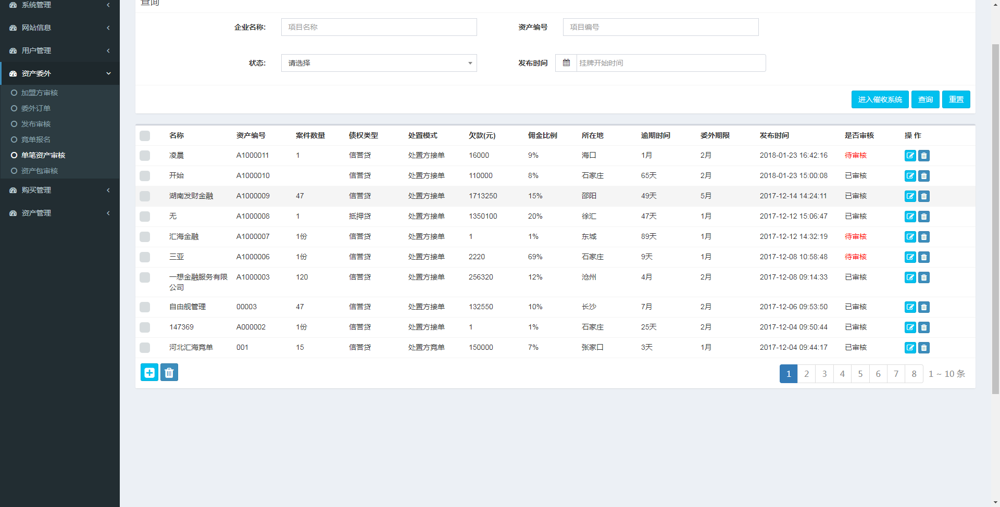 系统管理
网站信息
用户管理
资产委外
加盟方审核
委外订单
发布审核
竞单报名
单笔资产审核
资产包审核
购买管理
资产管理
查询
企业名称: 项目名称 资产编号 项目编号
状态: 请选择 发布时间 挂牌开始时间
进入催收系统 查询 重置
名称 资产编号 案件数量 债权类型 处置模式 欠款(元) 佣金比例 所在地 逾期时间 委外期限 发布时间 是否审核 操 作
凌晨 A1000011 1 信誉贷 处置方接单 16000 9% 海口 1月 2月 2018-01-23 16:42:16 待审核
开始 A1000010 信誉贷 处置方接单 110000 8% 石家庄 65天 2月 2018-01-23 15:00:08 已审核
湖南发财金融 A1000009 47 信誉贷 处置方接单 1713250 15% 邵阳 49天 5月 2017-12-14 14:24:11 已审核
无 A1000008 1 抵押贷 处置方接单 1350100 20% 徐汇 47天 1月 2017-12-12 15:06:47 已审核
汇海金融 A1000007 1份 信誉贷 处置方接单 1 1% 东城 89天 1月 2017-12-12 14:32:19 待审核
三亚 A1000006 1份 信誉贷 处置方接单 2220 69% 石家庄 9天 1月 2017-12-08 10:58:48 待审核
一想金融服务有限 A1000003 120 信誉贷 处置方接单 256320 12% 沧州 4月 2月 2017-12-08 09:14:33 已审核
公司
自由舰管理 00003 47 信誉贷 处置方接单 132550 10% 长沙 7月 2月 2017-12-06 09:53:50 已审核
147369 A000002 1份 信誉贷 处置方接单 1 1% 石家庄 25天 2月 2017-12-04 09:50:44 已审核
河北汇海竞单 001 15 信誉贷 处置方竞单 150000 7% 张家口 3天 1月 2017-12-04 09:44:17 已审核
1 2 3 4 5 6 7 8 1 ~ 10 条